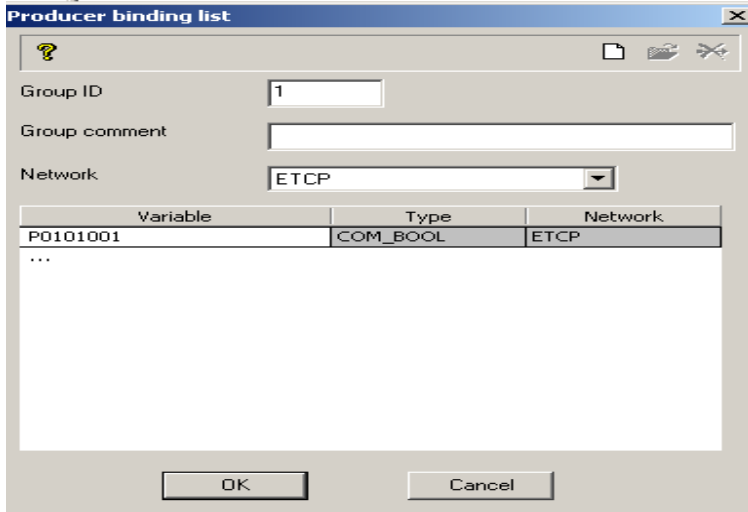 Producer binding list
?
Group ID 1
Group comment
Network ETCP
Variable Type Network
P0101001 COM_BOOL ETCP
...
OK Cancel